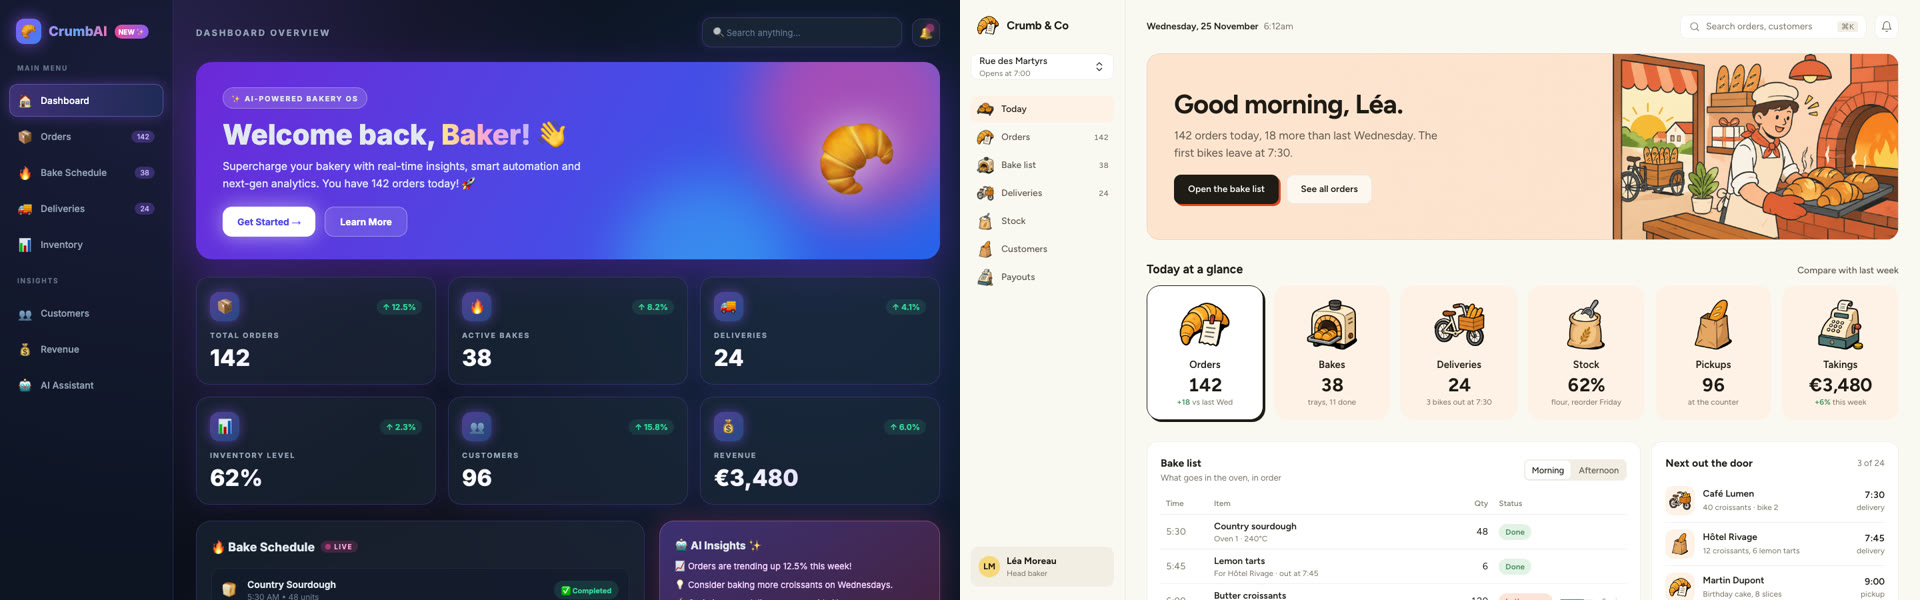 CrumbAI NEW ✨
MAIN MENU
Dashboard
Orders 142
Bake Schedule 38
Deliveries 24
Inventory
INSIGHTS
Customers
Revenue
AI Assistant
DASHBOARD OVERVIEW
Search anything...
✨ AI-POWERED BAKERY OS
Welcome back, Baker! 👋
Supercharge your bakery with real-time insights, smart automation and
next-gen analytics. You have 142 orders today! 🚀
Get Started →
Learn More
↑ 12.5%
TOTAL ORDERS
142
↑ 8.2%
ACTIVE BAKES
38
↑ 4.1%
DELIVERIES
24
↑ 2.3%
INVENTORY LEVEL
62%
↑ 15.8%
CUSTOMERS
96
↑ 6.0%
REVENUE
€3,480
🔥 Bake Schedule LIVE
Country Sourdough
5:30 AM • 48 units
✅ Completed
🤖 AI Insights ✨
📈 Orders are trending up 12.5% this week!
💡 Consider baking more croissants on Wednesdays.
Crumb & Co
Rue des Martyrs
Opens at 7:00
Today
Orders 142
Bake list 38
Deliveries 24
Stock
Customers
Payouts
LM
Léa Moreau
Head baker
Wednesday, 25 November 6:12am
Search orders, customers ⌘K
Good morning, Léa.
142 orders today, 18 more than last Wednesday. The
first bikes leave at 7:30.
Open the bake list
See all orders
Today at a glance
Compare with last week
Orders
142
+18 vs last Wed
Bakes
38
trays, 11 done
Deliveries
24
3 bikes out at 7:30
Stock
62%
flour, reorder Friday
Pickups
96
at the counter
Takings
€3,480
+6% this week
Bake list
What goes in the oven, in order
Morning Afternoon
Time Item Qty Status
5:30 Country sourdough 48 Done
Oven 1 · 240°C
5:45 Lemon tarts 6 Done
For Hôtel Rivage · out at 7:45
Butter croissants
Next out the door
3 of 24
Café Lumen 7:30
40 croissants · bike 2 delivery
Hôtel Rivage 7:45
12 croissants, 6 lemon tarts delivery
Martin Dupont 9:00
Birthday cake, 8 slices pickup